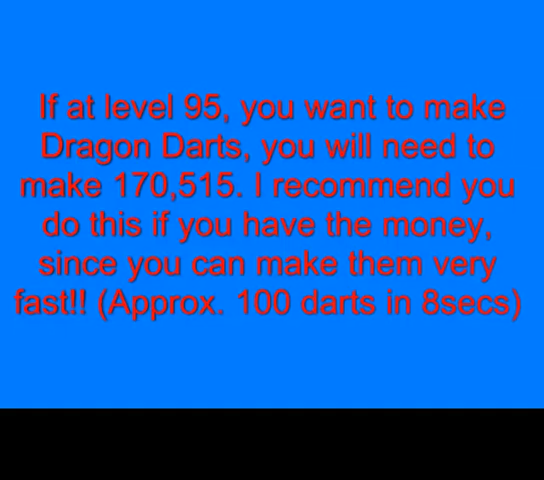 If at level 95, you want to make
Dragon Darts, you will need to
make 170,515. I recommend you
do this if you have the money,
since you can make them very
fast!! (Approx. 100 darts in 8secs)